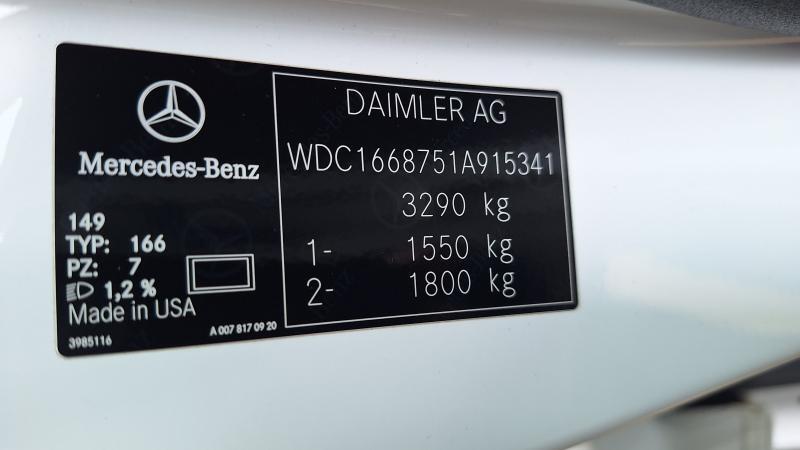 Mercedes-Benz
149
TYP: 166
PZ: 7
1,2 %
Made in USA
3985116
A 007 817 09 20
DAIMLER AG
WDC1668751A915341
3290 kg
1- 1550 kg
2- 1800 kg